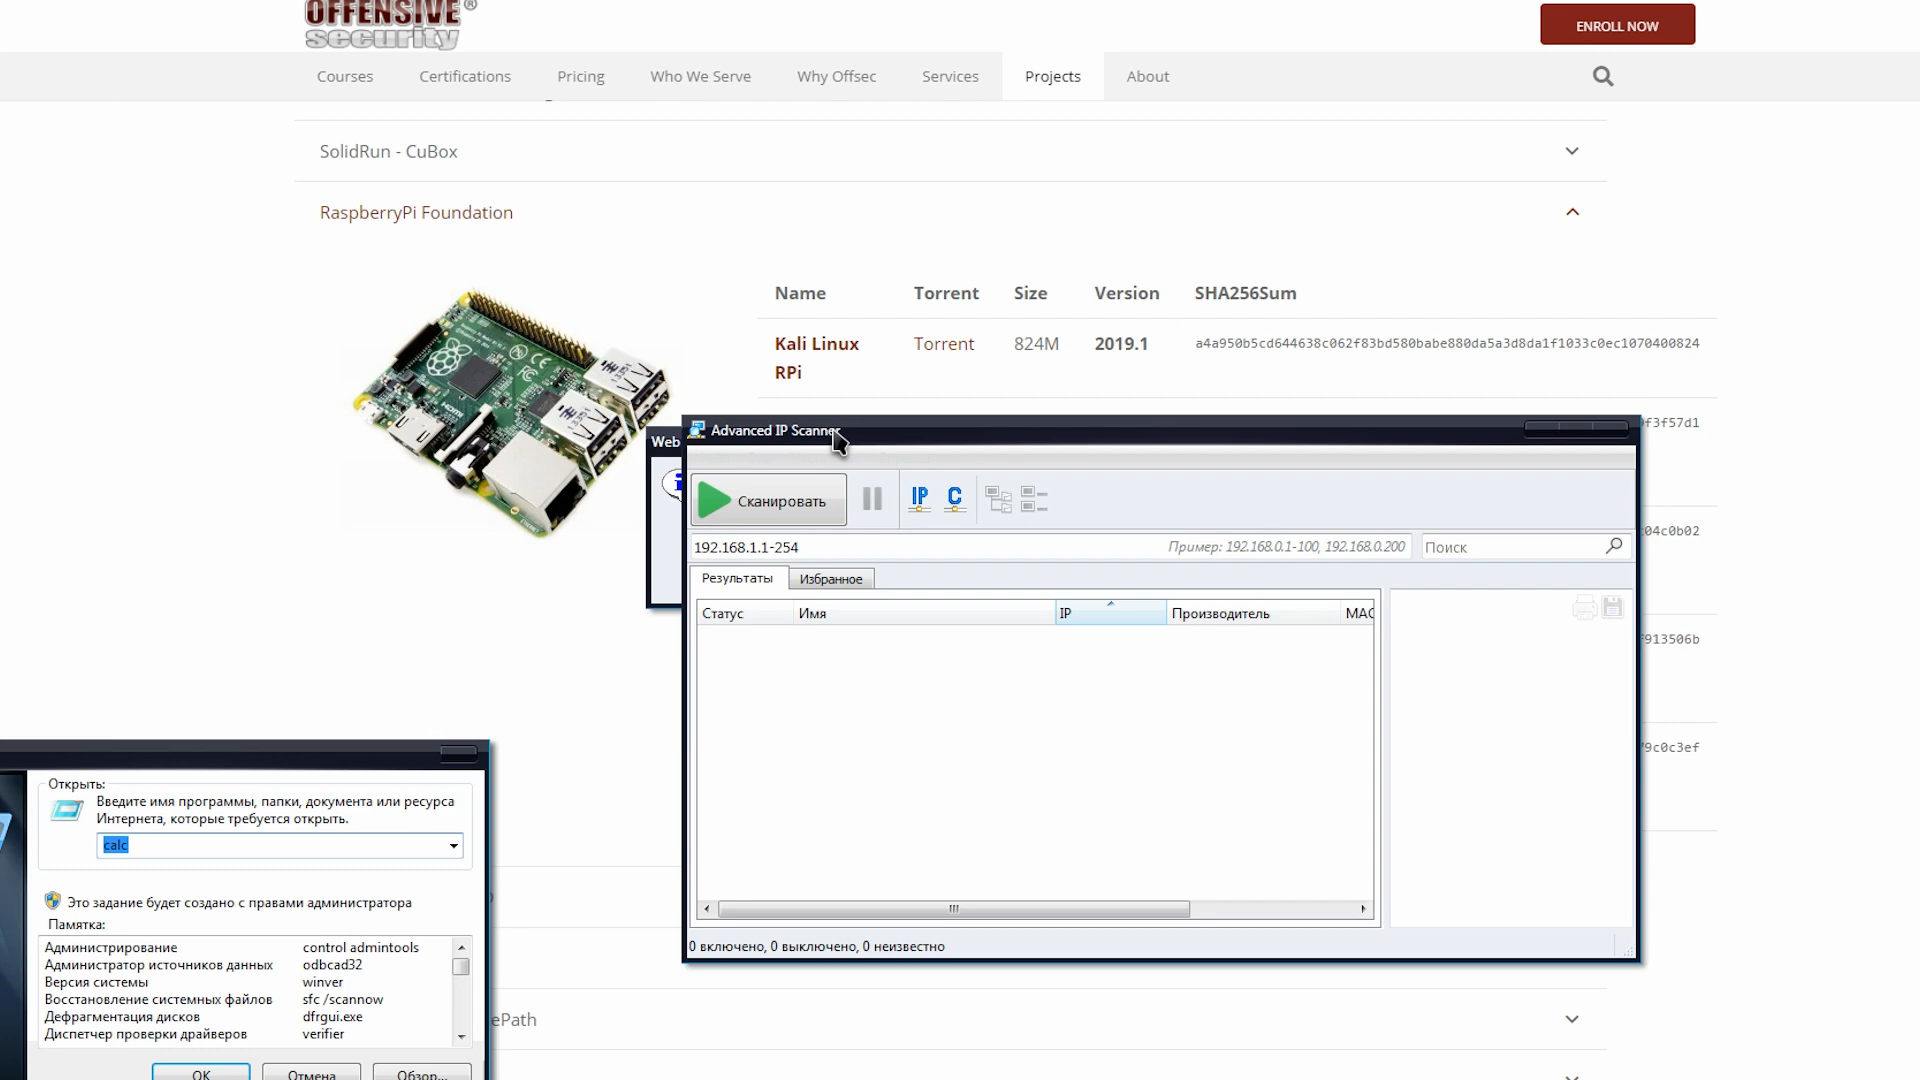 OFFENSIVE®
security
ENROLL NOW
Courses
Certifications
Pricing
Who We Serve
Why Offsec
Services
Projects
About
SolidRun - CuBox
RaspberryPi Foundation
Name
Torrent
Size
Version
SHA256Sum
Kali Linux
RPi
Torrent
824M
2019.1
a4a950b5cd644638c062f83bd580babe880da5a3d8da1f1033c0ec1070400824
f3f57d1
04c0b02
913506b
79c0c3ef
Web
Advanced IP Scanner
Сканировать
IP
C
192.168.1.1-254
Пример: 192.168.0.1-100, 192.168.0.200
Поиск
Результаты
Избранное
Статус
Имя
IP
Производитель
MAC
0 включено, 0 выключено, 0 неизвестно
Открыть:
Введите имя программы, папки, документа или ресурса
Интернета, которые требуется открыть.
calc
Это задание будет создано с правами администратора
Памятка:
Администрирование control admintools
Администратор источников данных odbcad32
Версия системы winver
Восстановление системных файлов sfc /scannow
Дефрагментация дисков dfrgui.exe
Диспетчер проверки драйверов verifier
OK
Отмена
Обзор...
ePath